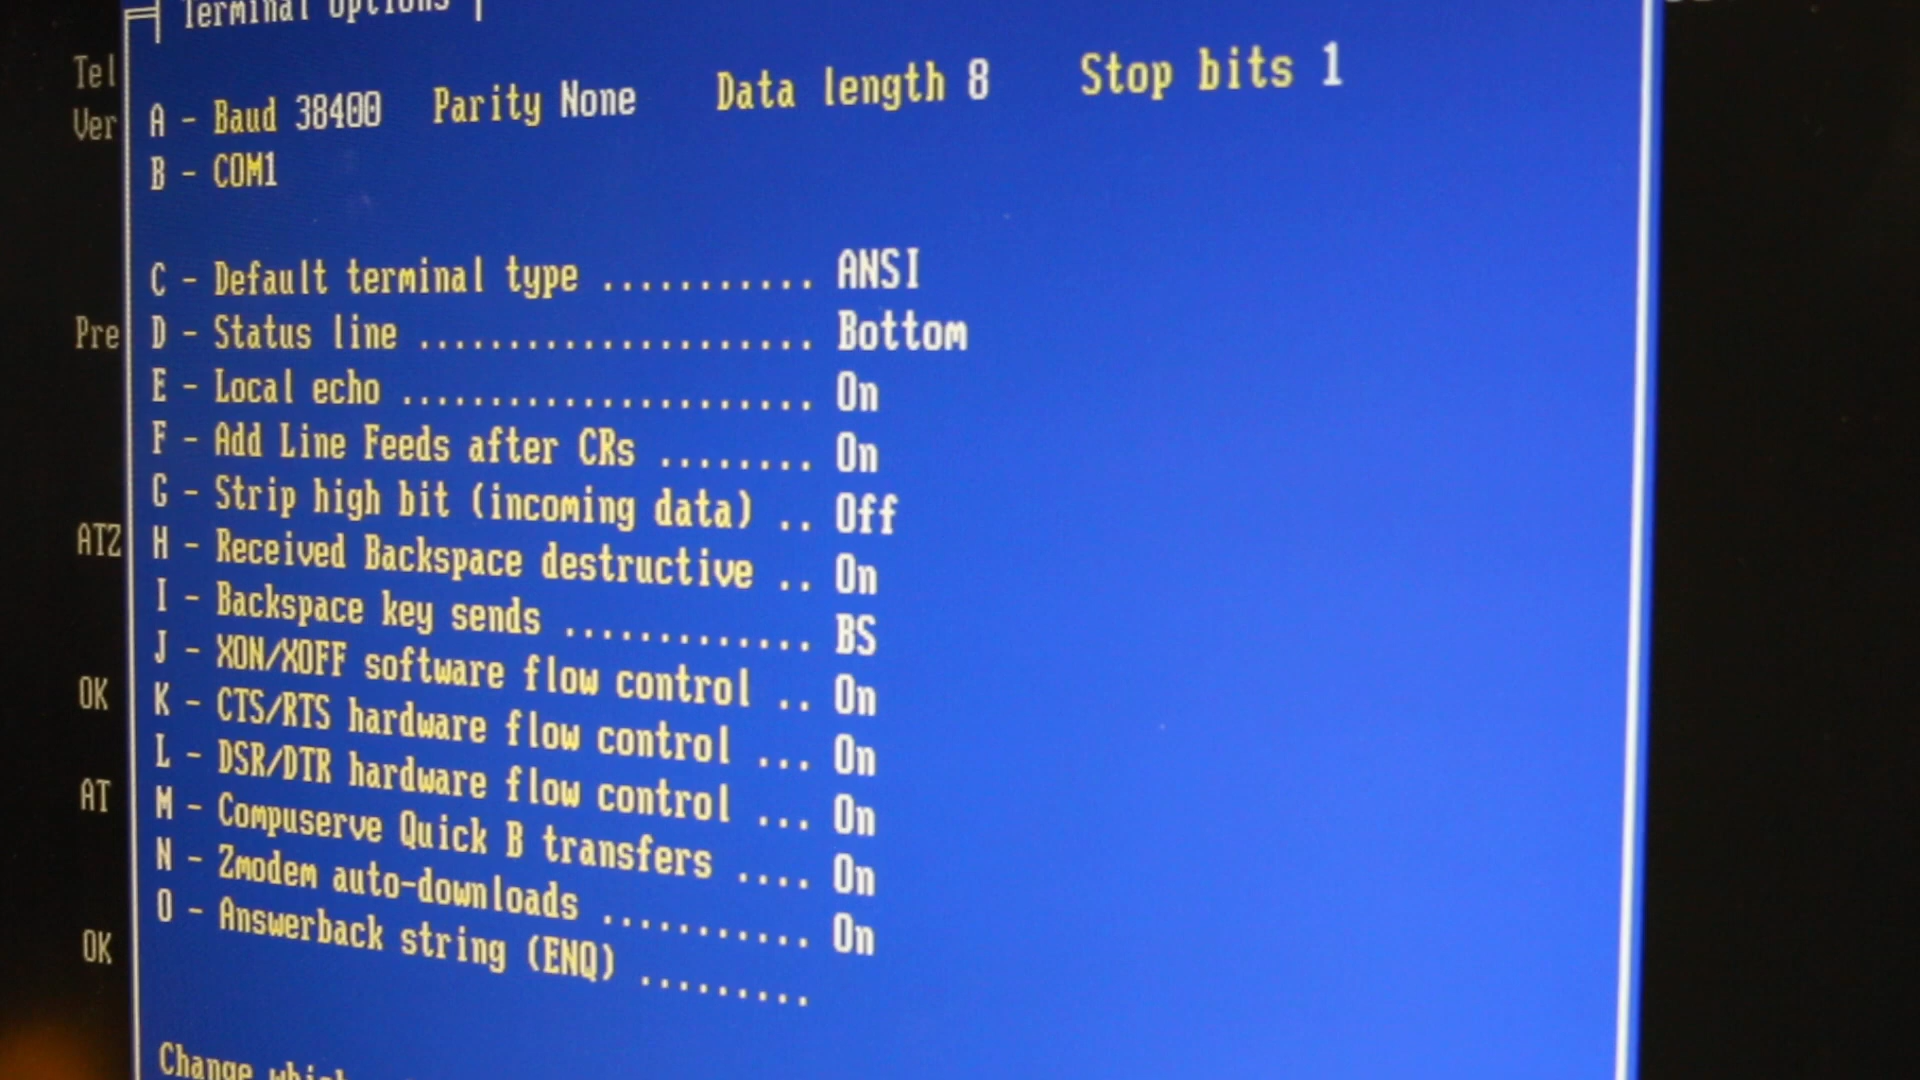 Terminal Options
Tel
Ver
A - Baud 38400 Parity None Data length 8 Stop bits 1
B - COM1
C - Default terminal type ........... ANSI
Pre
D - Status line ..................... Bottom
E - Local echo ...................... On
F - Add Line Feeds after CRs ........ On
G - Strip high bit (incoming data) .. Off
ATZ
H - Received Backspace destructive .. On
I - Backspace key sends ............. BS
J - XON/XOFF software flow control .. On
OK
K - CTS/RTS hardware flow control ... On
L - DSR/DTR hardware flow control ... On
AT
M - Compuserve Quick B transfers .... On
N - Zmodem auto-downloads ........... On
O - Answerback string (ENQ) .........
OK
Change which